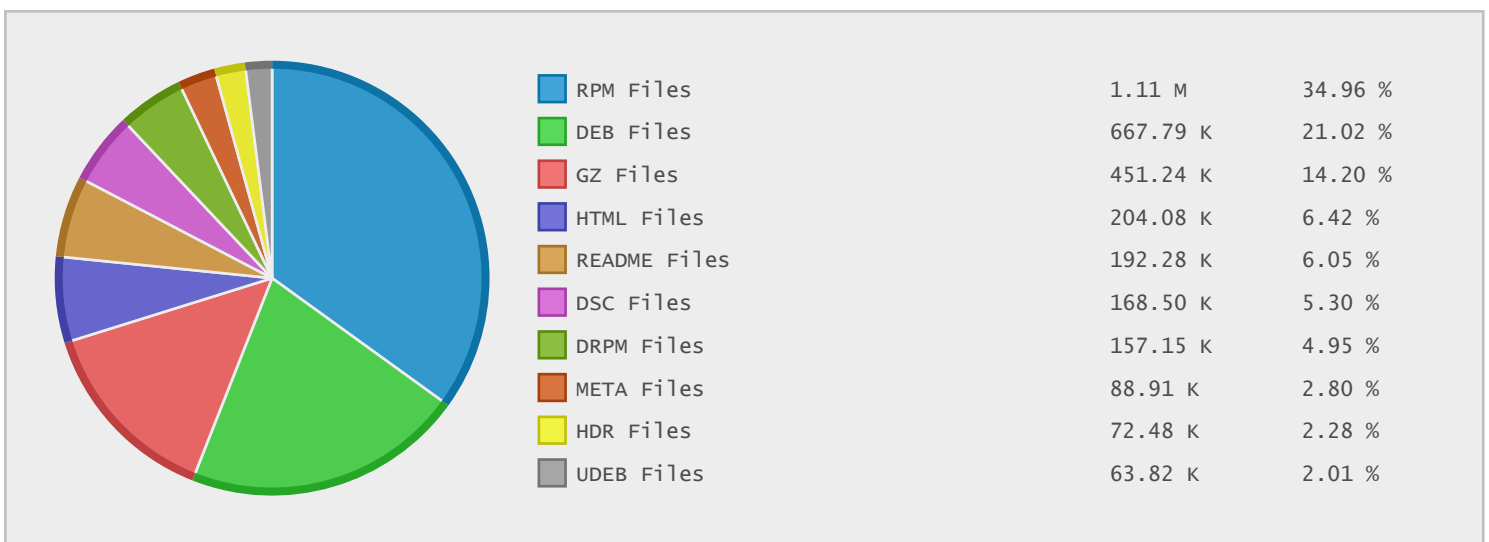 RPM Files 1.11 M 34.96 %
DEB Files 667.79 K 21.02 %
GZ Files 451.24 K 14.20 %
HTML Files 204.08 K 6.42 %
README Files 192.28 K 6.05 %
DSC Files 168.50 K 5.30 %
DRPM Files 157.15 K 4.95 %
META Files 88.91 K 2.80 %
HDR Files 72.48 K 2.28 %
UDEB Files 63.82 K 2.01 %